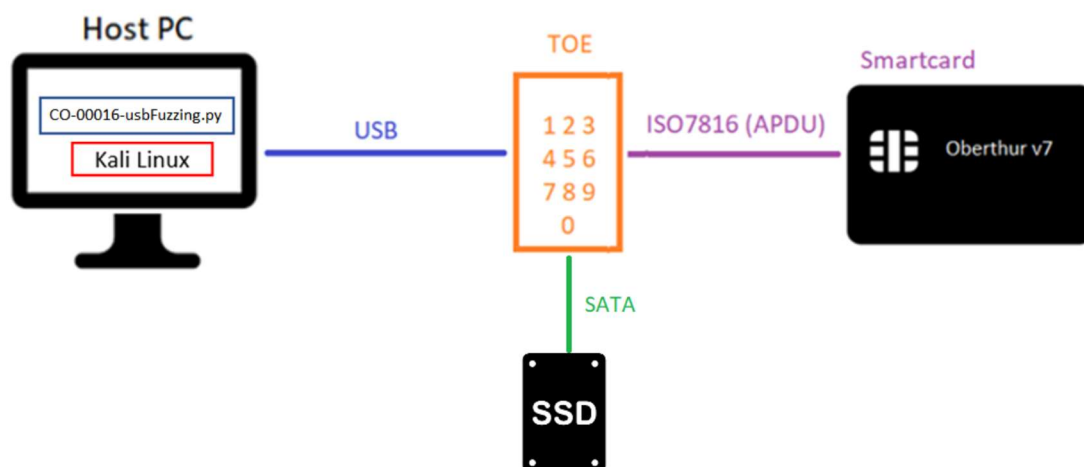 Host PC
CO-00016-usbFuzzing.py
Kali Linux
USB
TOE
1 2 3
4 5 6
7 8 9
0
ISO7816 (APDU)
Smartcard
Oberthur v7
SATA
SSD